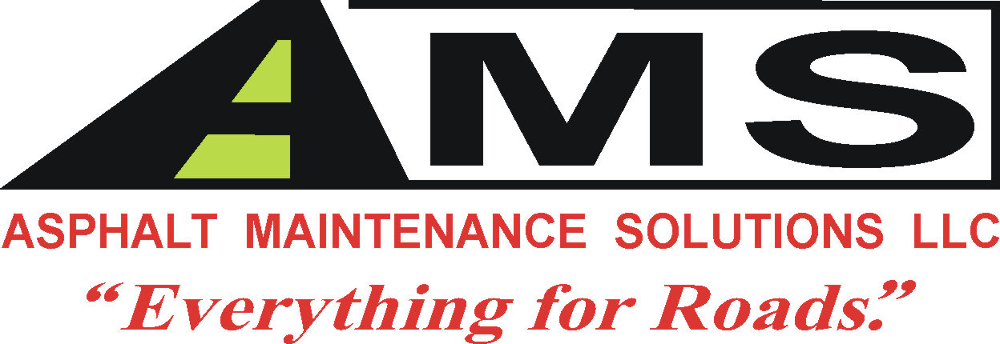 AMS
ASPHALT MAINTENANCE SOLUTIONS LLC
“Everything for Roads.”